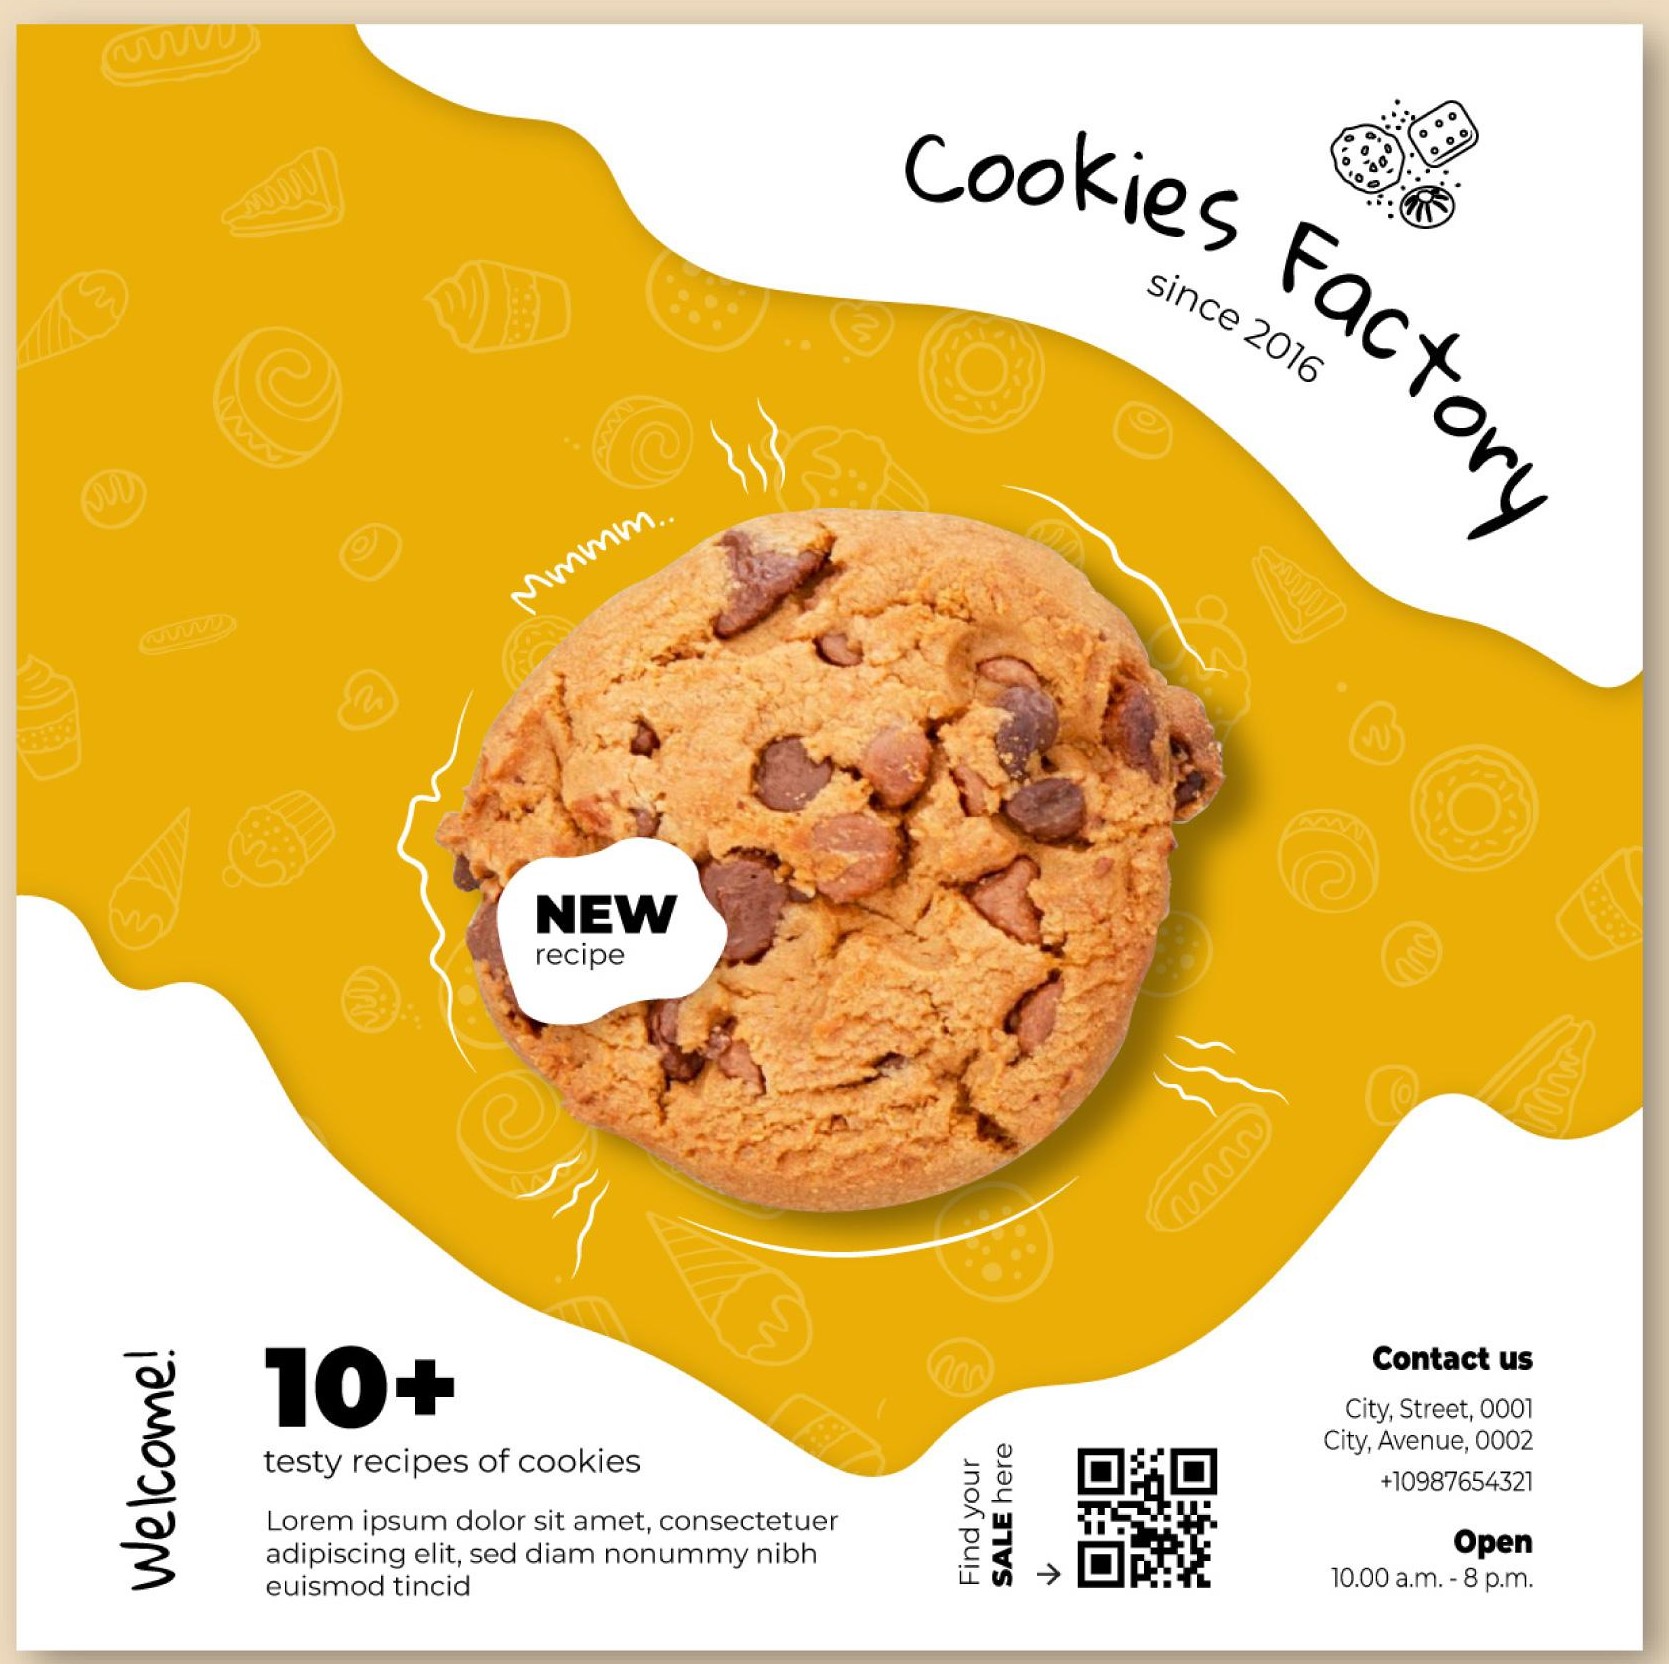 Cookies Factory
since 2016
Mmmm..
NEW
recipe
Welcome!
10+
testy recipes of cookies
Lorem ipsum dolor sit amet, consectetuer
adipiscing elit, sed diam nonummy nibh
euismod tincid
Find your
SALE here
→
Contact us
City, Street, 0001
City, Avenue, 0002
+10987654321
Open
10.00 a.m. - 8 p.m.